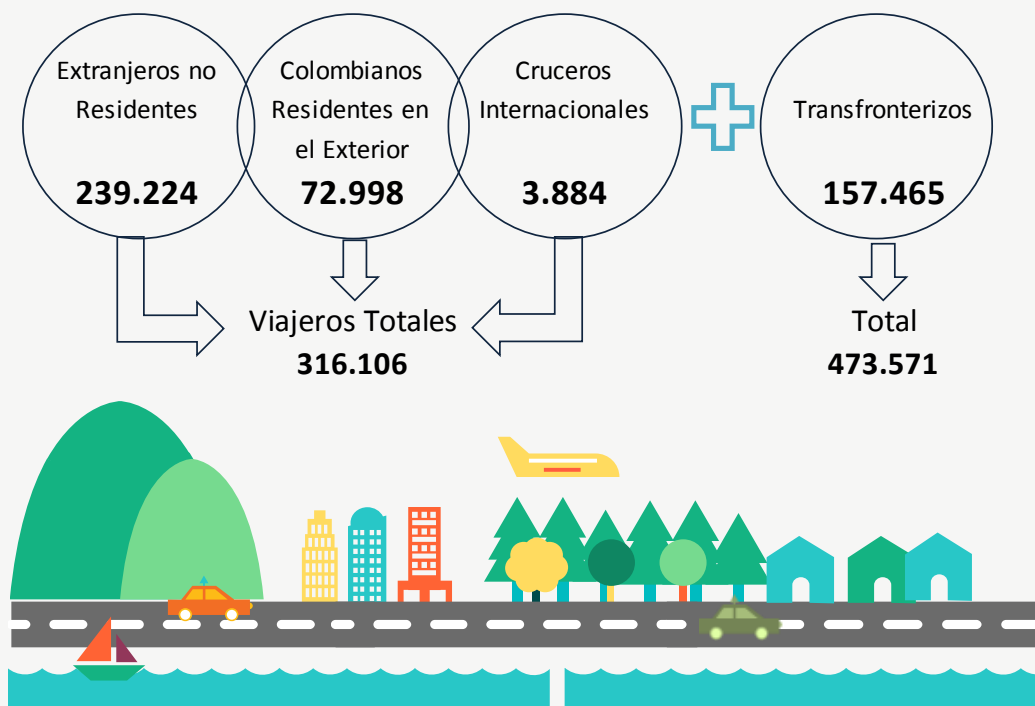 Extranjeros no
Residentes
239.224
Colombianos
Residentes en
el Exterior
72.998
Cruceros
Internacionales
3.884
Transfronterizos
157.465
Viajeros Totales
316.106
Total
473.571